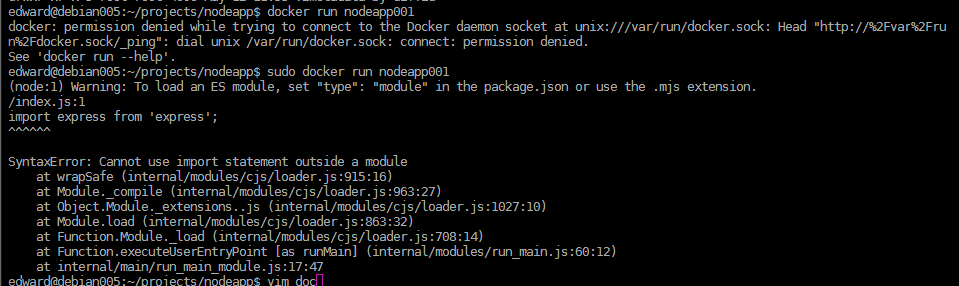 edward@debian005:~/projects/nodeapp$ docker run nodeapp001
docker: permission denied while trying to connect to the Docker daemon socket at unix:///var/run/docker.sock: Head "http://%2Fvar%2Fru
n%2Fdocker.sock/_ping": dial unix /var/run/docker.sock: connect: permission denied.
See 'docker run --help'.
edward@debian005:~/projects/nodeapp$ sudo docker run nodeapp001
(node:1) Warning: To load an ES module, set "type": "module" in the package.json or use the .mjs extension.
/index.js:1
import express from 'express';
^^^^^^
SyntaxError: Cannot use import statement outside a module
at wrapSafe (internal/modules/cjs/loader.js:915:16)
at Module._compile (internal/modules/cjs/loader.js:963:27)
at Object.Module._extensions..js (internal/modules/cjs/loader.js:1027:10)
at Module.load (internal/modules/cjs/loader.js:863:32)
at Function.Module._load (internal/modules/cjs/loader.js:708:14)
at Function.executeUserEntryPoint [as runMain] (internal/modules/run_main.js:60:12)
at internal/main/run_main_module.js:17:47
edward@debian005:~/projects/nodeapp$ vim doc